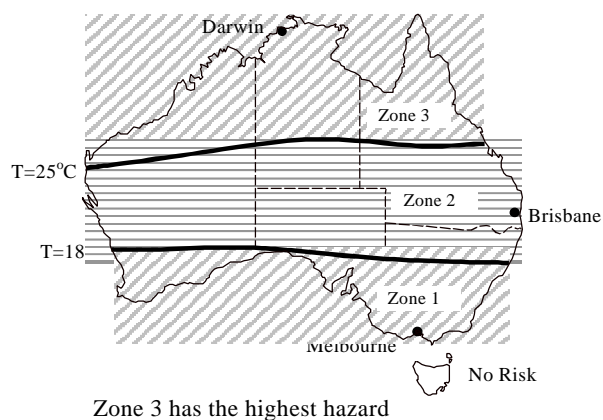 Darwin
Zone 3
T=25°C
Zone 2
Brisbane
T=18
Zone 1
Melbourne
No Risk
Zone 3 has the highest hazard